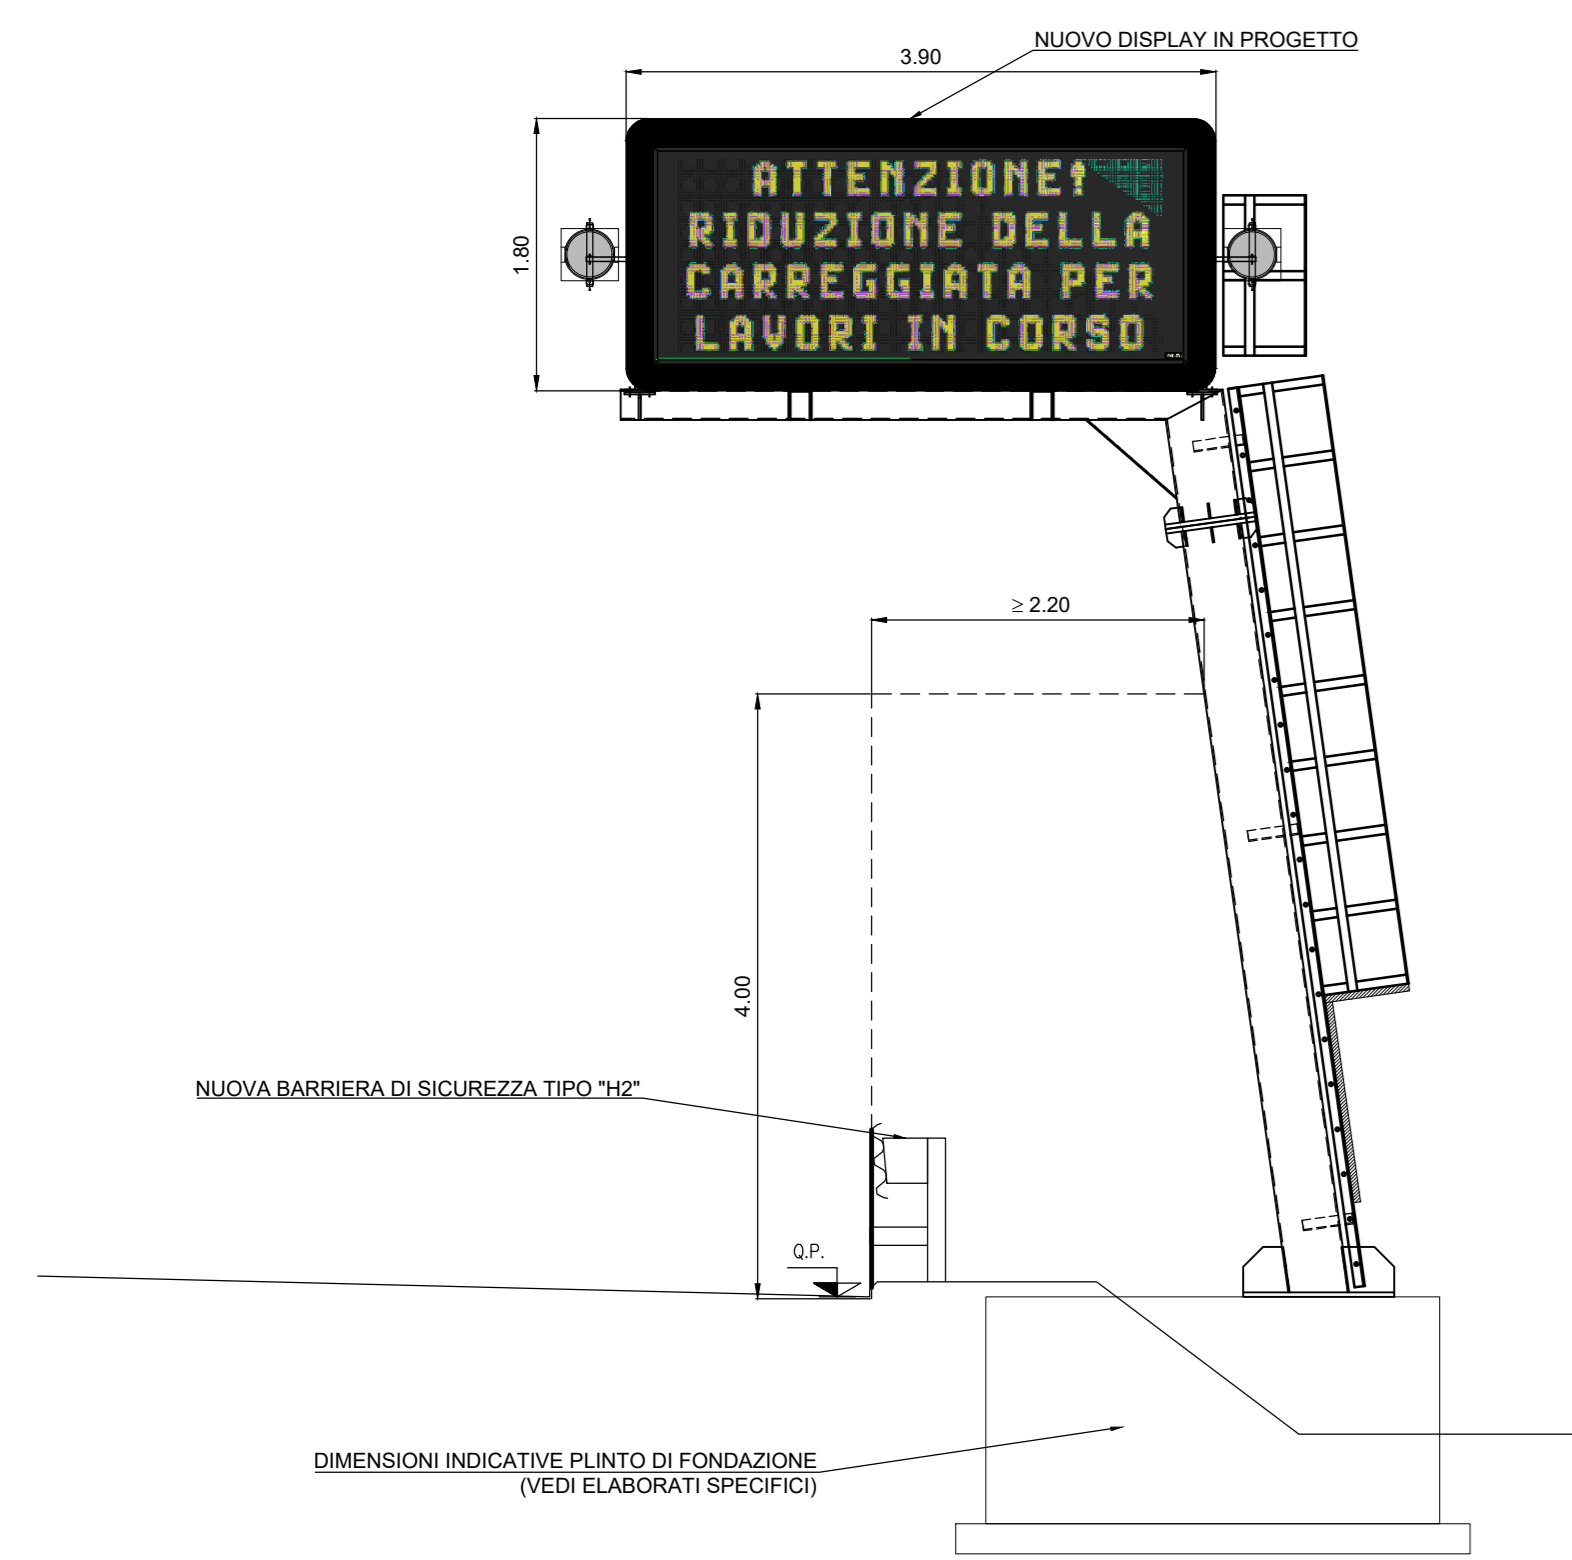 NUOVO DISPLAY IN PROGETTO
3.90
1.80
ATTENZIONE!
RIDUZIONE DELLA
CARREGGIATA PER
LAVORI IN CORSO
≥ 2.20
4.00
NUOVA BARRIERA DI SICUREZZA TIPO "H2"
Q.P.
DIMENSIONI INDICATIVE PLINTO DI FONDAZIONE
(VEDI ELABORATI SPECIFICI)